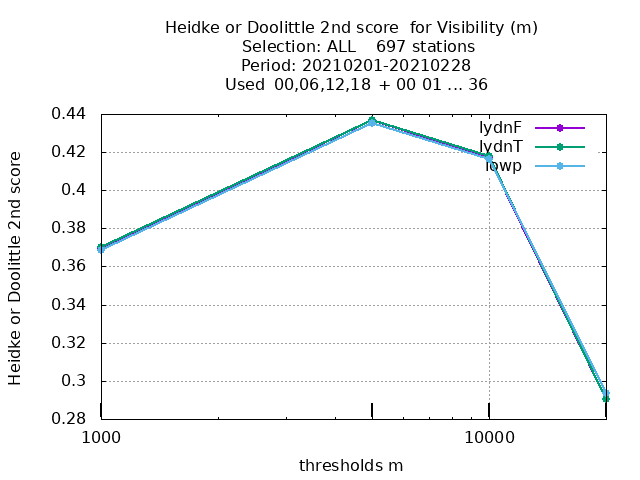 Heidke or Doolittle 2nd score  for Visibility (m)
Selection: ALL    697 stations
Period: 20210201-20210228
Used  00,06,12,18  + 00 01 ... 36
lydnF
lydnT
lowp
Heidke or Doolittle 2nd score
0.44
0.42
0.4
0.38
0.36
0.34
0.32
0.3
0.28
1000
10000
thresholds m